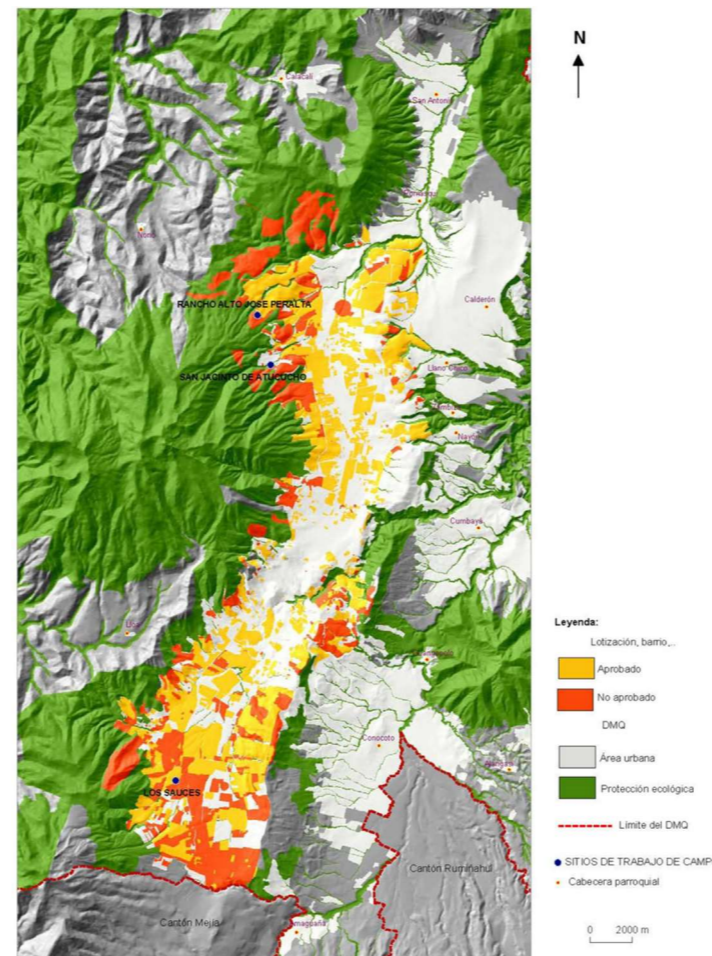 N
Calacalí
San Antonio
Pomasqui
Nono
Calderón
RANCHO ALTO JOSE PERALTA
Llano Chico
SAN JACINTO DE ATUCUCHO
Nayón
Cumbayá
Lloa
Conocoto
LOS SAUCES
Cantón Rumiñahui
Cantón Mejía
Leyenda:
Lotización, barrio,..
Aprobado
No aprobado
DMQ
Área urbana
Protección ecológica
Límite del DMQ
SITIOS DE TRABAJO DE CAMP
Cabecera parroquial
0 2000 m